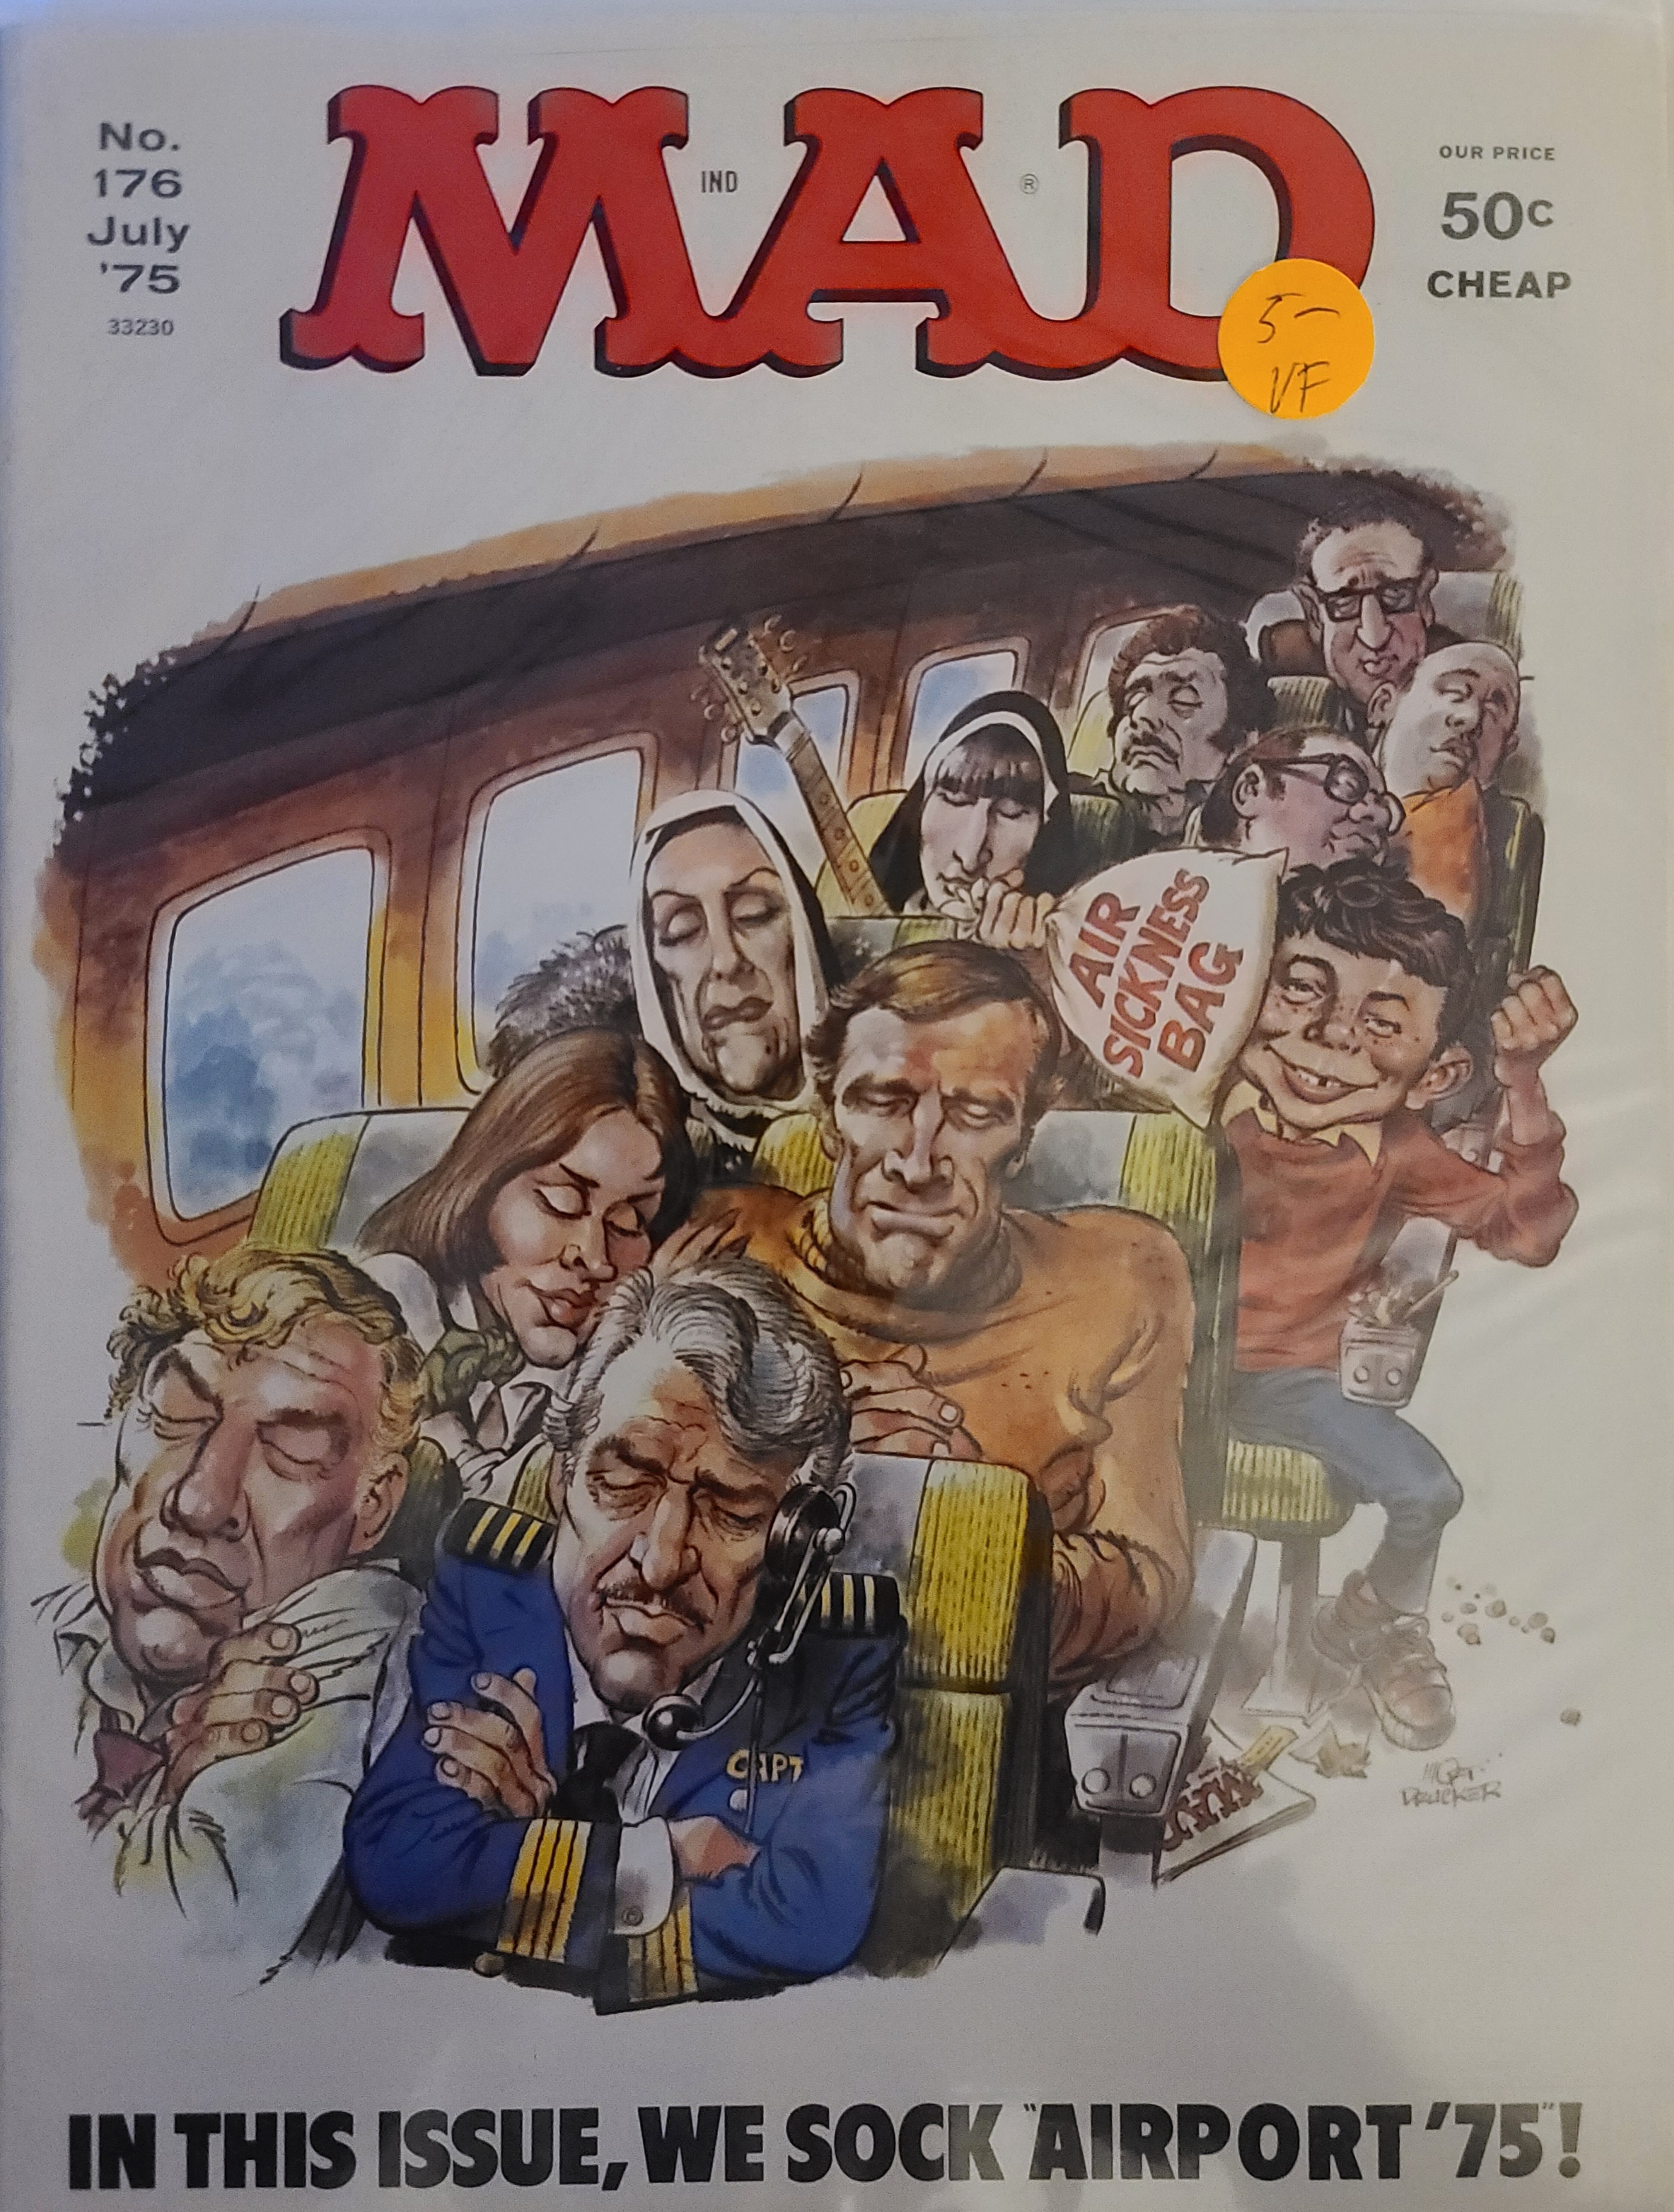 No.
176
July
'75
33230
MAD
IND
®
OUR PRICE
50c
CHEAP
5—
VF
AIR
SICKNESS
BAG
CAPT
MAD
MORT
DRUCKER
IN THIS ISSUE, WE SOCK "AIRPORT '75"!